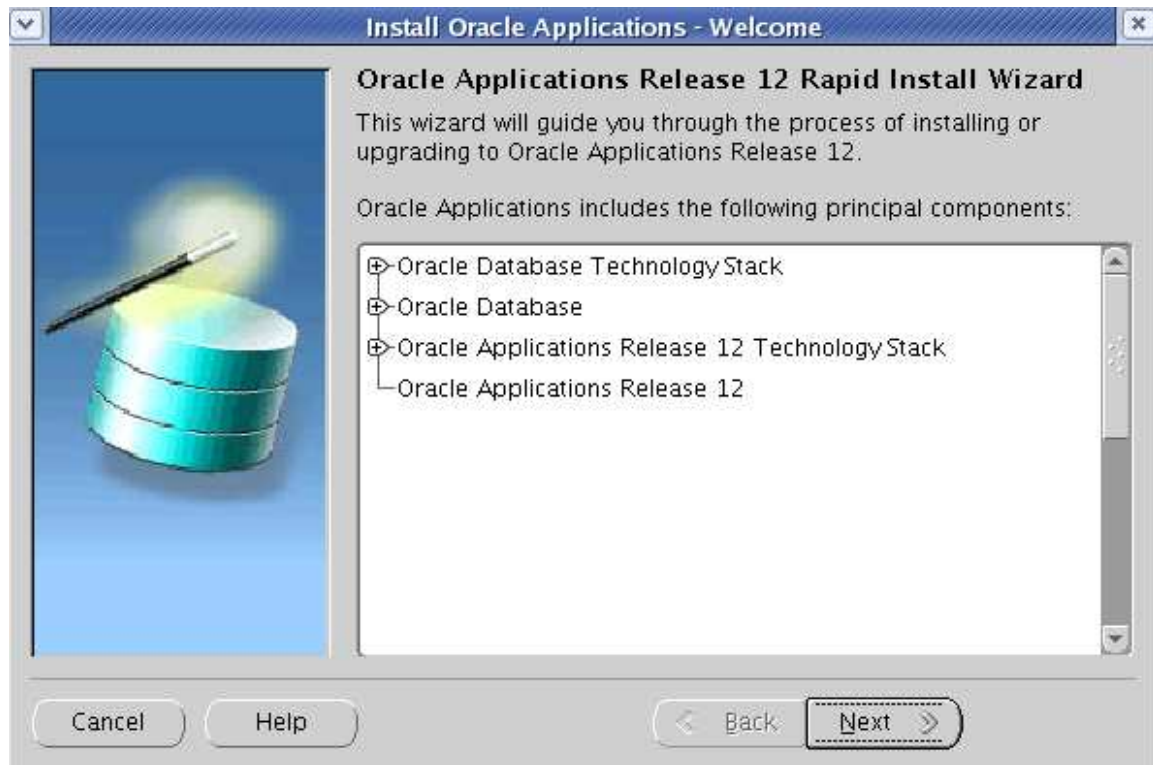 Install Oracle Applications - Welcome
Oracle Applications Release 12 Rapid Install Wizard
This wizard will guide you through the process of installing or
upgrading to Oracle Applications Release 12.
Oracle Applications includes the following principal components:
Oracle Database Technology Stack
Oracle Database
Oracle Applications Release 12 Technology Stack
Oracle Applications Release 12
Cancel Help Back Next